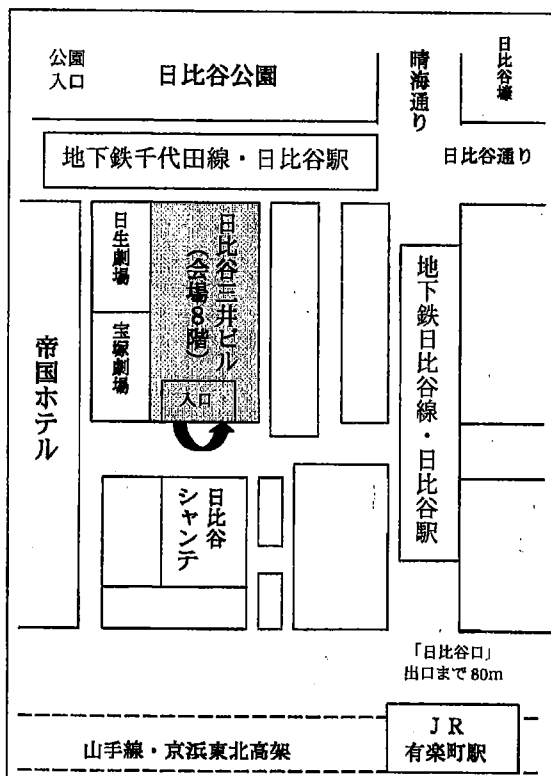 公園
入口
日比谷公園
晴海通り
日比谷壕
地下鉄千代田線・日比谷駅
日比谷通り
日生劇場
日比谷三井ビル
(会場8階)
入口
宝塚劇場
帝国ホテル
地下鉄日比谷線・日比谷駅
日比谷
シャンテ
「日比谷口」
出口まで80m
山手線・京浜東北高架
JR
有楽町駅